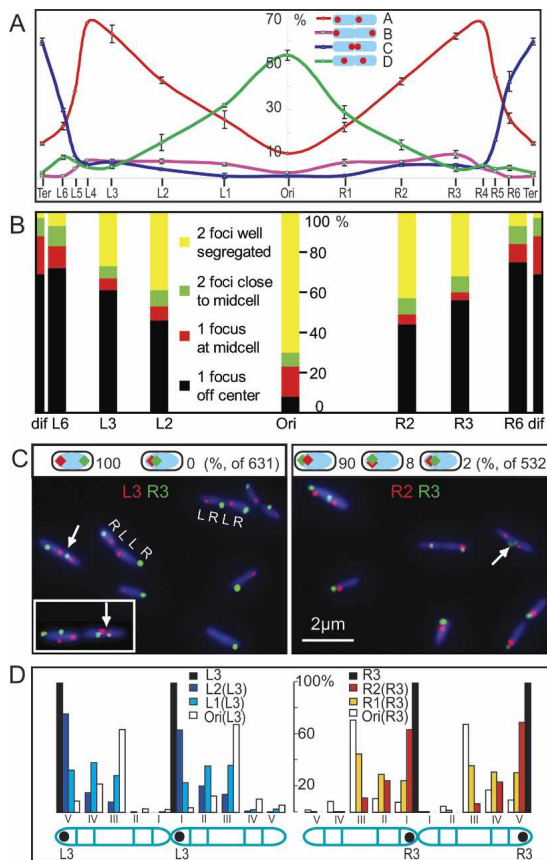 A
% 70
50
30
10
A
B
C
D
Ter L6 L5 L4 L3 L2 L1 Ori R1 R2 R3 R4 R5 R6 Ter
B
2 foci well segregated
2 foci close to midcell
1 focus at midcell
1 focus off center
100 %
80
60
40
20
0
dif L6 L3 L2 Ori R2 R3 R6 dif
C
100 0 (%, of 631)
90 8 2 (%, of 532
L3 R3
R L L R
L R L R
R2 R3
2μm
D
L3
L2(L3)
L1(L3)
Ori(L3)
100%
60
20
R3
R2(R3)
R1(R3)
Ori(R3)
V IV III II I I II III IV V
V IV III II I I II III IV V
L3 L3 R3 R3